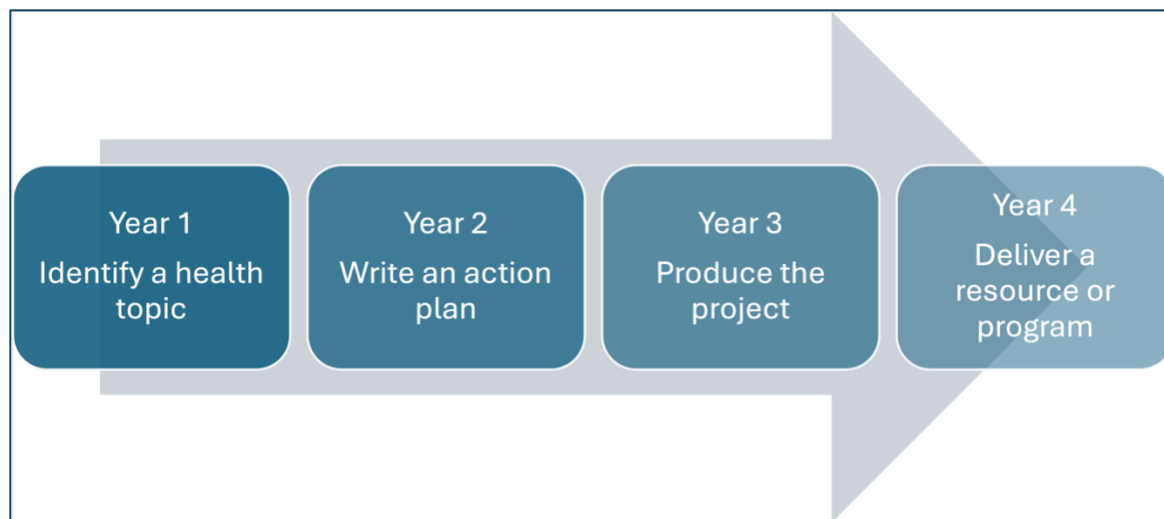 Year 1
Identify a health
topic
Year 2
Write an action
plan
Year 3
Produce the
project
Year 4
Deliver a
resource or
program